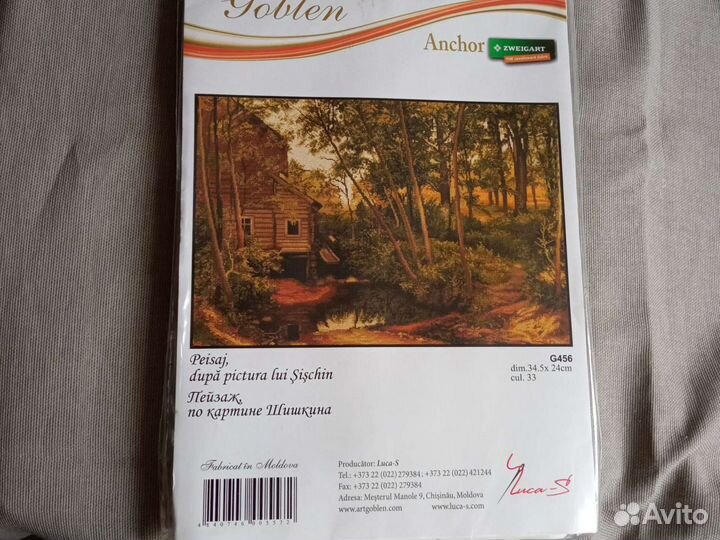 Goblen
Anchor ZWEIGART
Peisaj,
după pictura lui Şişchin
Пейзаж,
по картине Шишкина
G456
dim.34.5x 24cm
cul. 33
Fabricat în Moldova
Producător: Luca-S
Tel.: +373 22 (022) 279384; +373 22 (022) 421244
Fax: +373 22 (022) 279384
Adresa: Meşterul Manole 9, Chişinău, Moldova
www.artgoblen.com www.luca-s.com
Luca-S
Avito